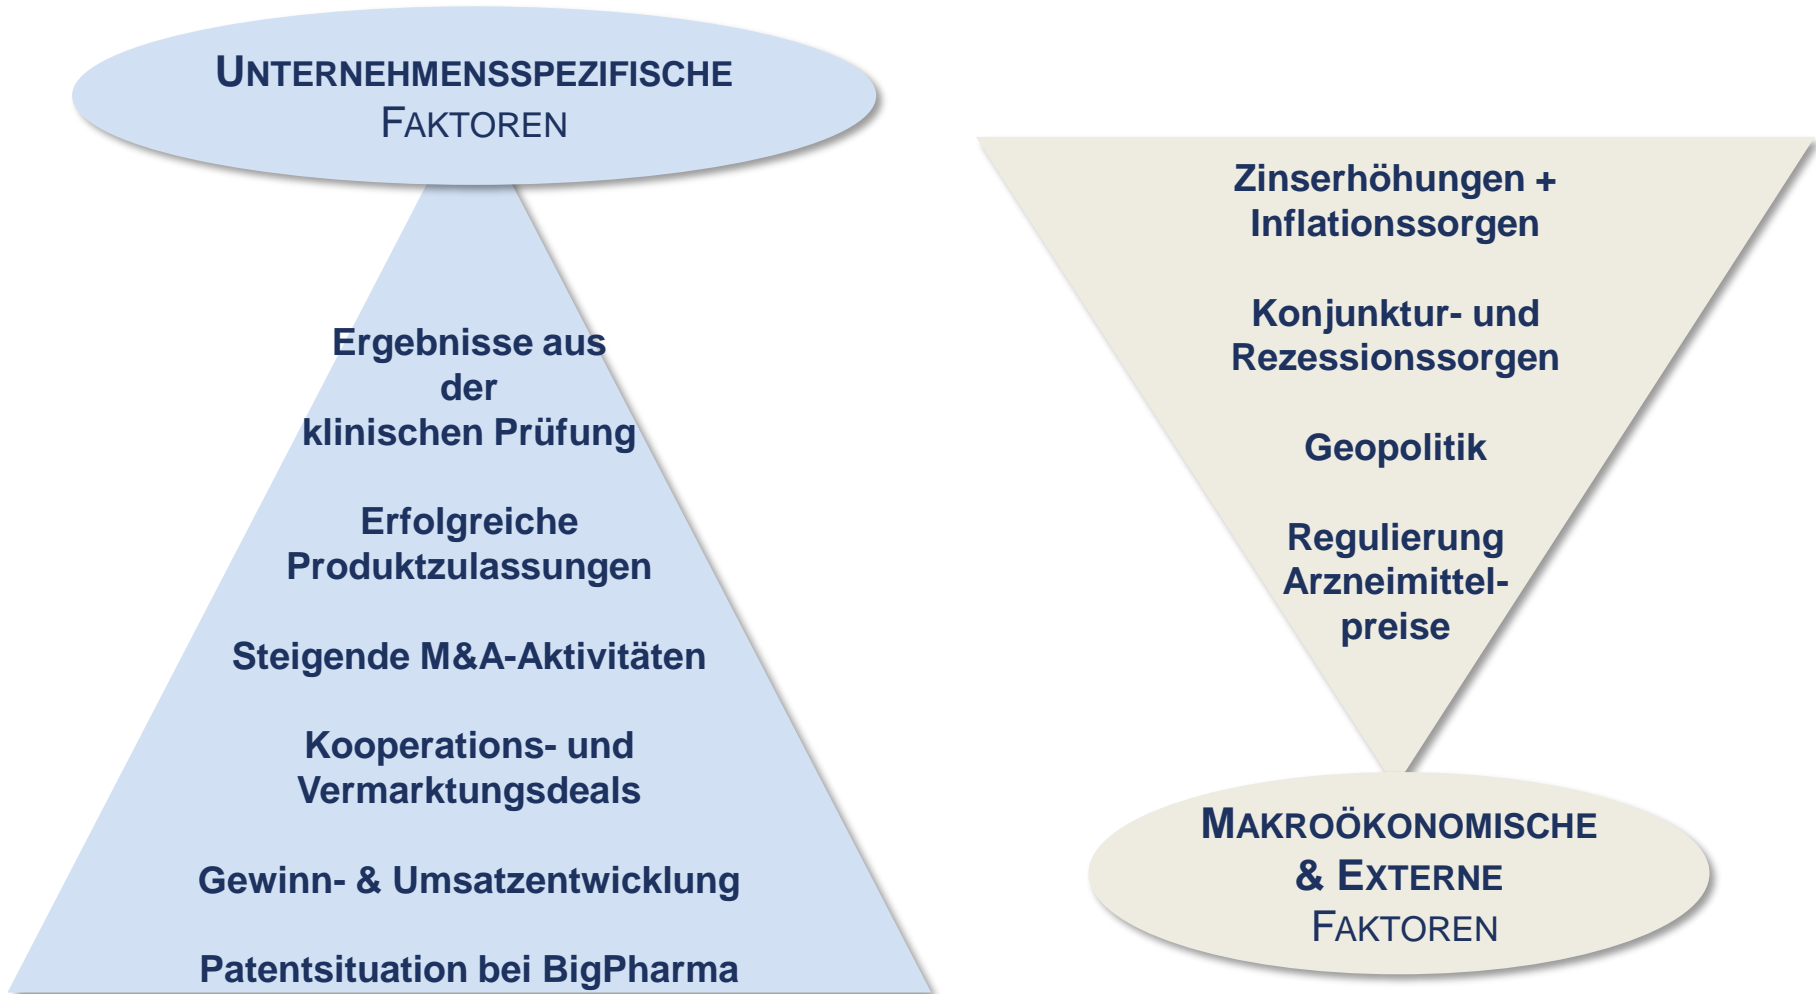 UNTERNEHMENSSPEZIFISCHE
FAKTOREN
Ergebnisse aus
der
klinischen Prüfung
Erfolgreiche
Produktzulassungen
Steigende M&A-Aktivitäten
Kooperations- und
Vermarktungsdeals
Gewinn- & Umsatzentwicklung
Patentsituation bei BigPharma
Zinserhöhungen +
Inflationssorgen
Konjunktur- und
Rezessionssorgen
Geopolitik
Regulierung
Arzneimittel-
preise
MAKROÖKONOMISCHE
& EXTERNE
FAKTOREN